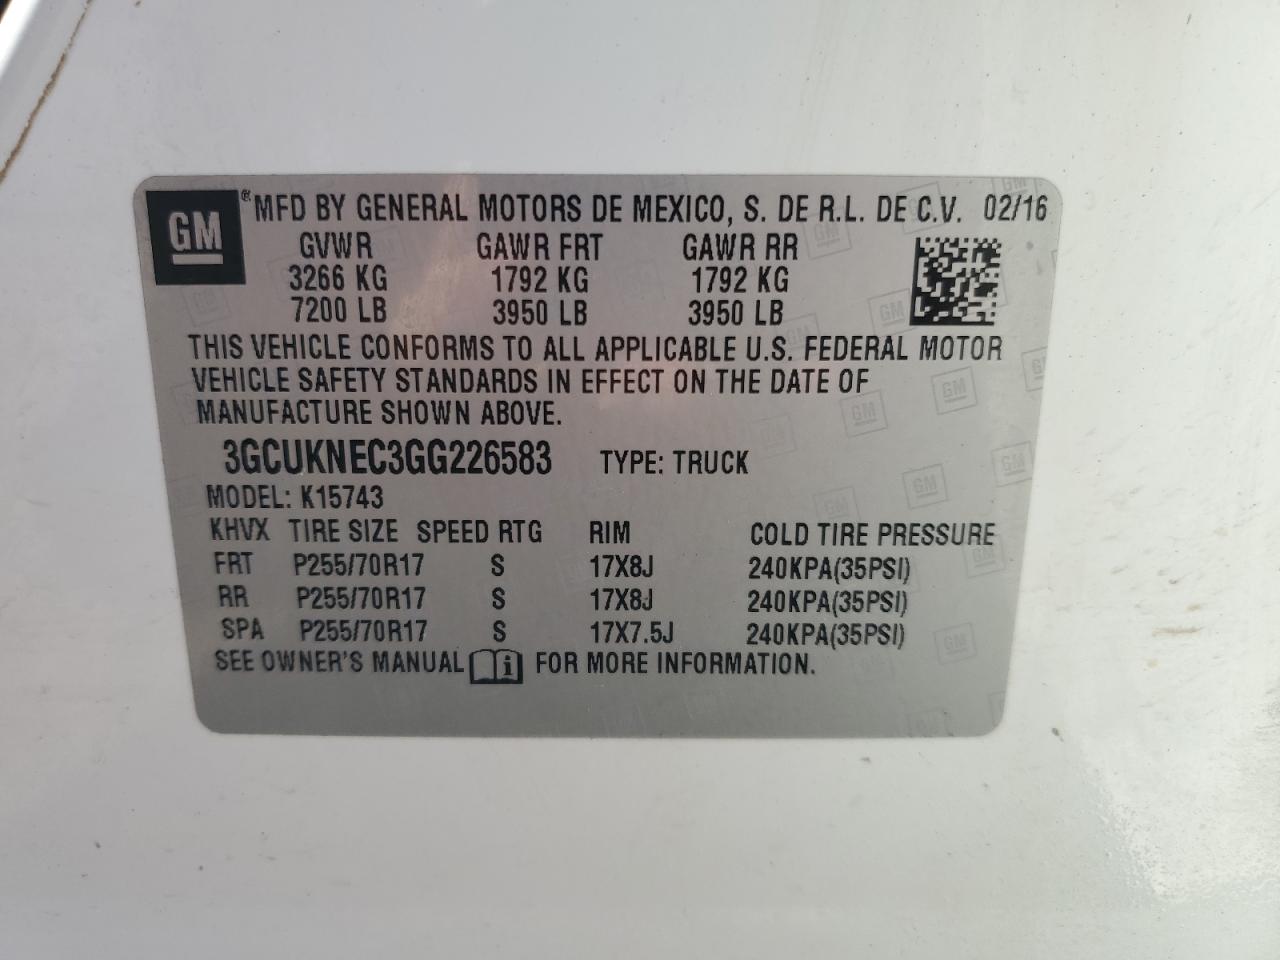 GM ® MFD BY GENERAL MOTORS DE MEXICO, S. DE R.L. DE C.V. 02/16
GVWR GAWR FRT GAWR RR
3266 KG 1792 KG 1792 KG
7200 LB 3950 LB 3950 LB
THIS VEHICLE CONFORMS TO ALL APPLICABLE U.S. FEDERAL MOTOR
VEHICLE SAFETY STANDARDS IN EFFECT ON THE DATE OF
MANUFACTURE SHOWN ABOVE.
3GCUKNEC3GG226583 TYPE: TRUCK
MODEL: K15743
KHVX TIRE SIZE SPEED RTG RIM COLD TIRE PRESSURE
FRT P255/70R17 S 17X8J 240KPA(35PSI)
RR P255/70R17 S 17X8J 240KPA(35PSI)
SPA P255/70R17 S 17X7.5J 240KPA(35PSI)
SEE OWNER'S MANUAL i FOR MORE INFORMATION.